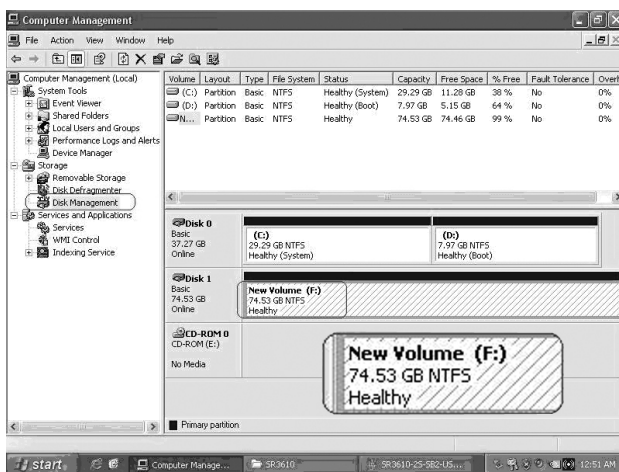 Computer Management
File Action View Window Help
Computer Management (Local)
System Tools
Event Viewer
Shared Folders
Local Users and Groups
Performance Logs and Alerts
Device Manager
Storage
Removable Storage
Disk Defragmenter
Disk Management
Services and Applications
Services
WMI Control
Indexing Service
Volume Layout Type File System Status Capacity Free Space % Free Fault Tolerance Overh
(C:) Partition Basic NTFS Healthy (System) 29.29 GB 11.28 GB 38 % No 0%
(D:) Partition Basic NTFS Healthy (Boot) 7.97 GB 5.15 GB 64 % No 0%
N... Partition Basic NTFS Healthy 74.53 GB 74.46 GB 99 % No 0%
Disk 0
Basic
37.27 GB
Online
(C:)
29.29 GB NTFS
Healthy (System)
(D:)
7.97 GB NTFS
Healthy (Boot)
Disk 1
Basic
74.53 GB
Online
New Volume (F:)
74.53 GB NTFS
Healthy
CD-ROM 0
CD-ROM (E:)
No Media
New Volume (F:)
74.53 GB NTFS
Healthy
Primary partition
start
Computer Manage...
SR3610
SR3610-2S-SB2-US...
12:51 AM